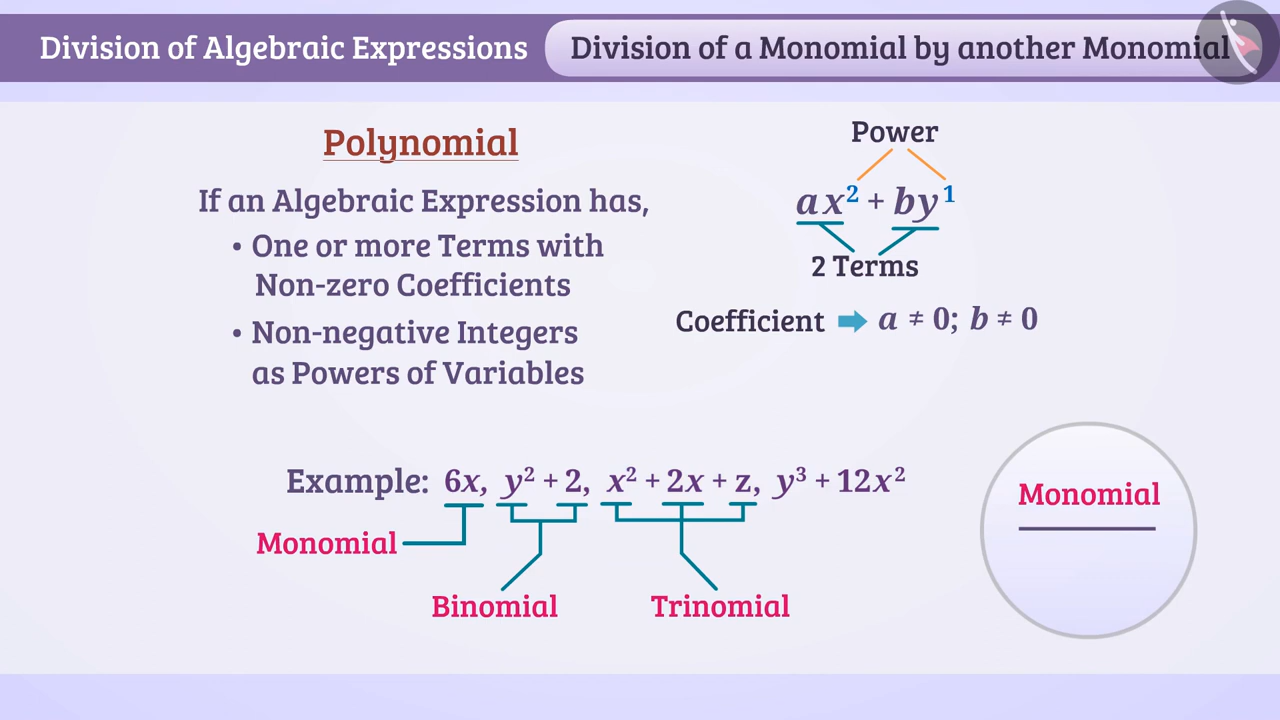 Division of Algebraic Expressions
Division of a Monomial by another Monomial
Polynomial
If an Algebraic Expression has,
• One or more Terms with
Non-zero Coefficients
• Non-negative Integers
as Powers of Variables
Power
ax² + by¹
2 Terms
Coefficient ➡ a ≠ 0; b ≠ 0
Example: 6x, y² + 2, x² + 2x + z, y³ + 12x²
Monomial
Binomial
Trinomial
Monomial